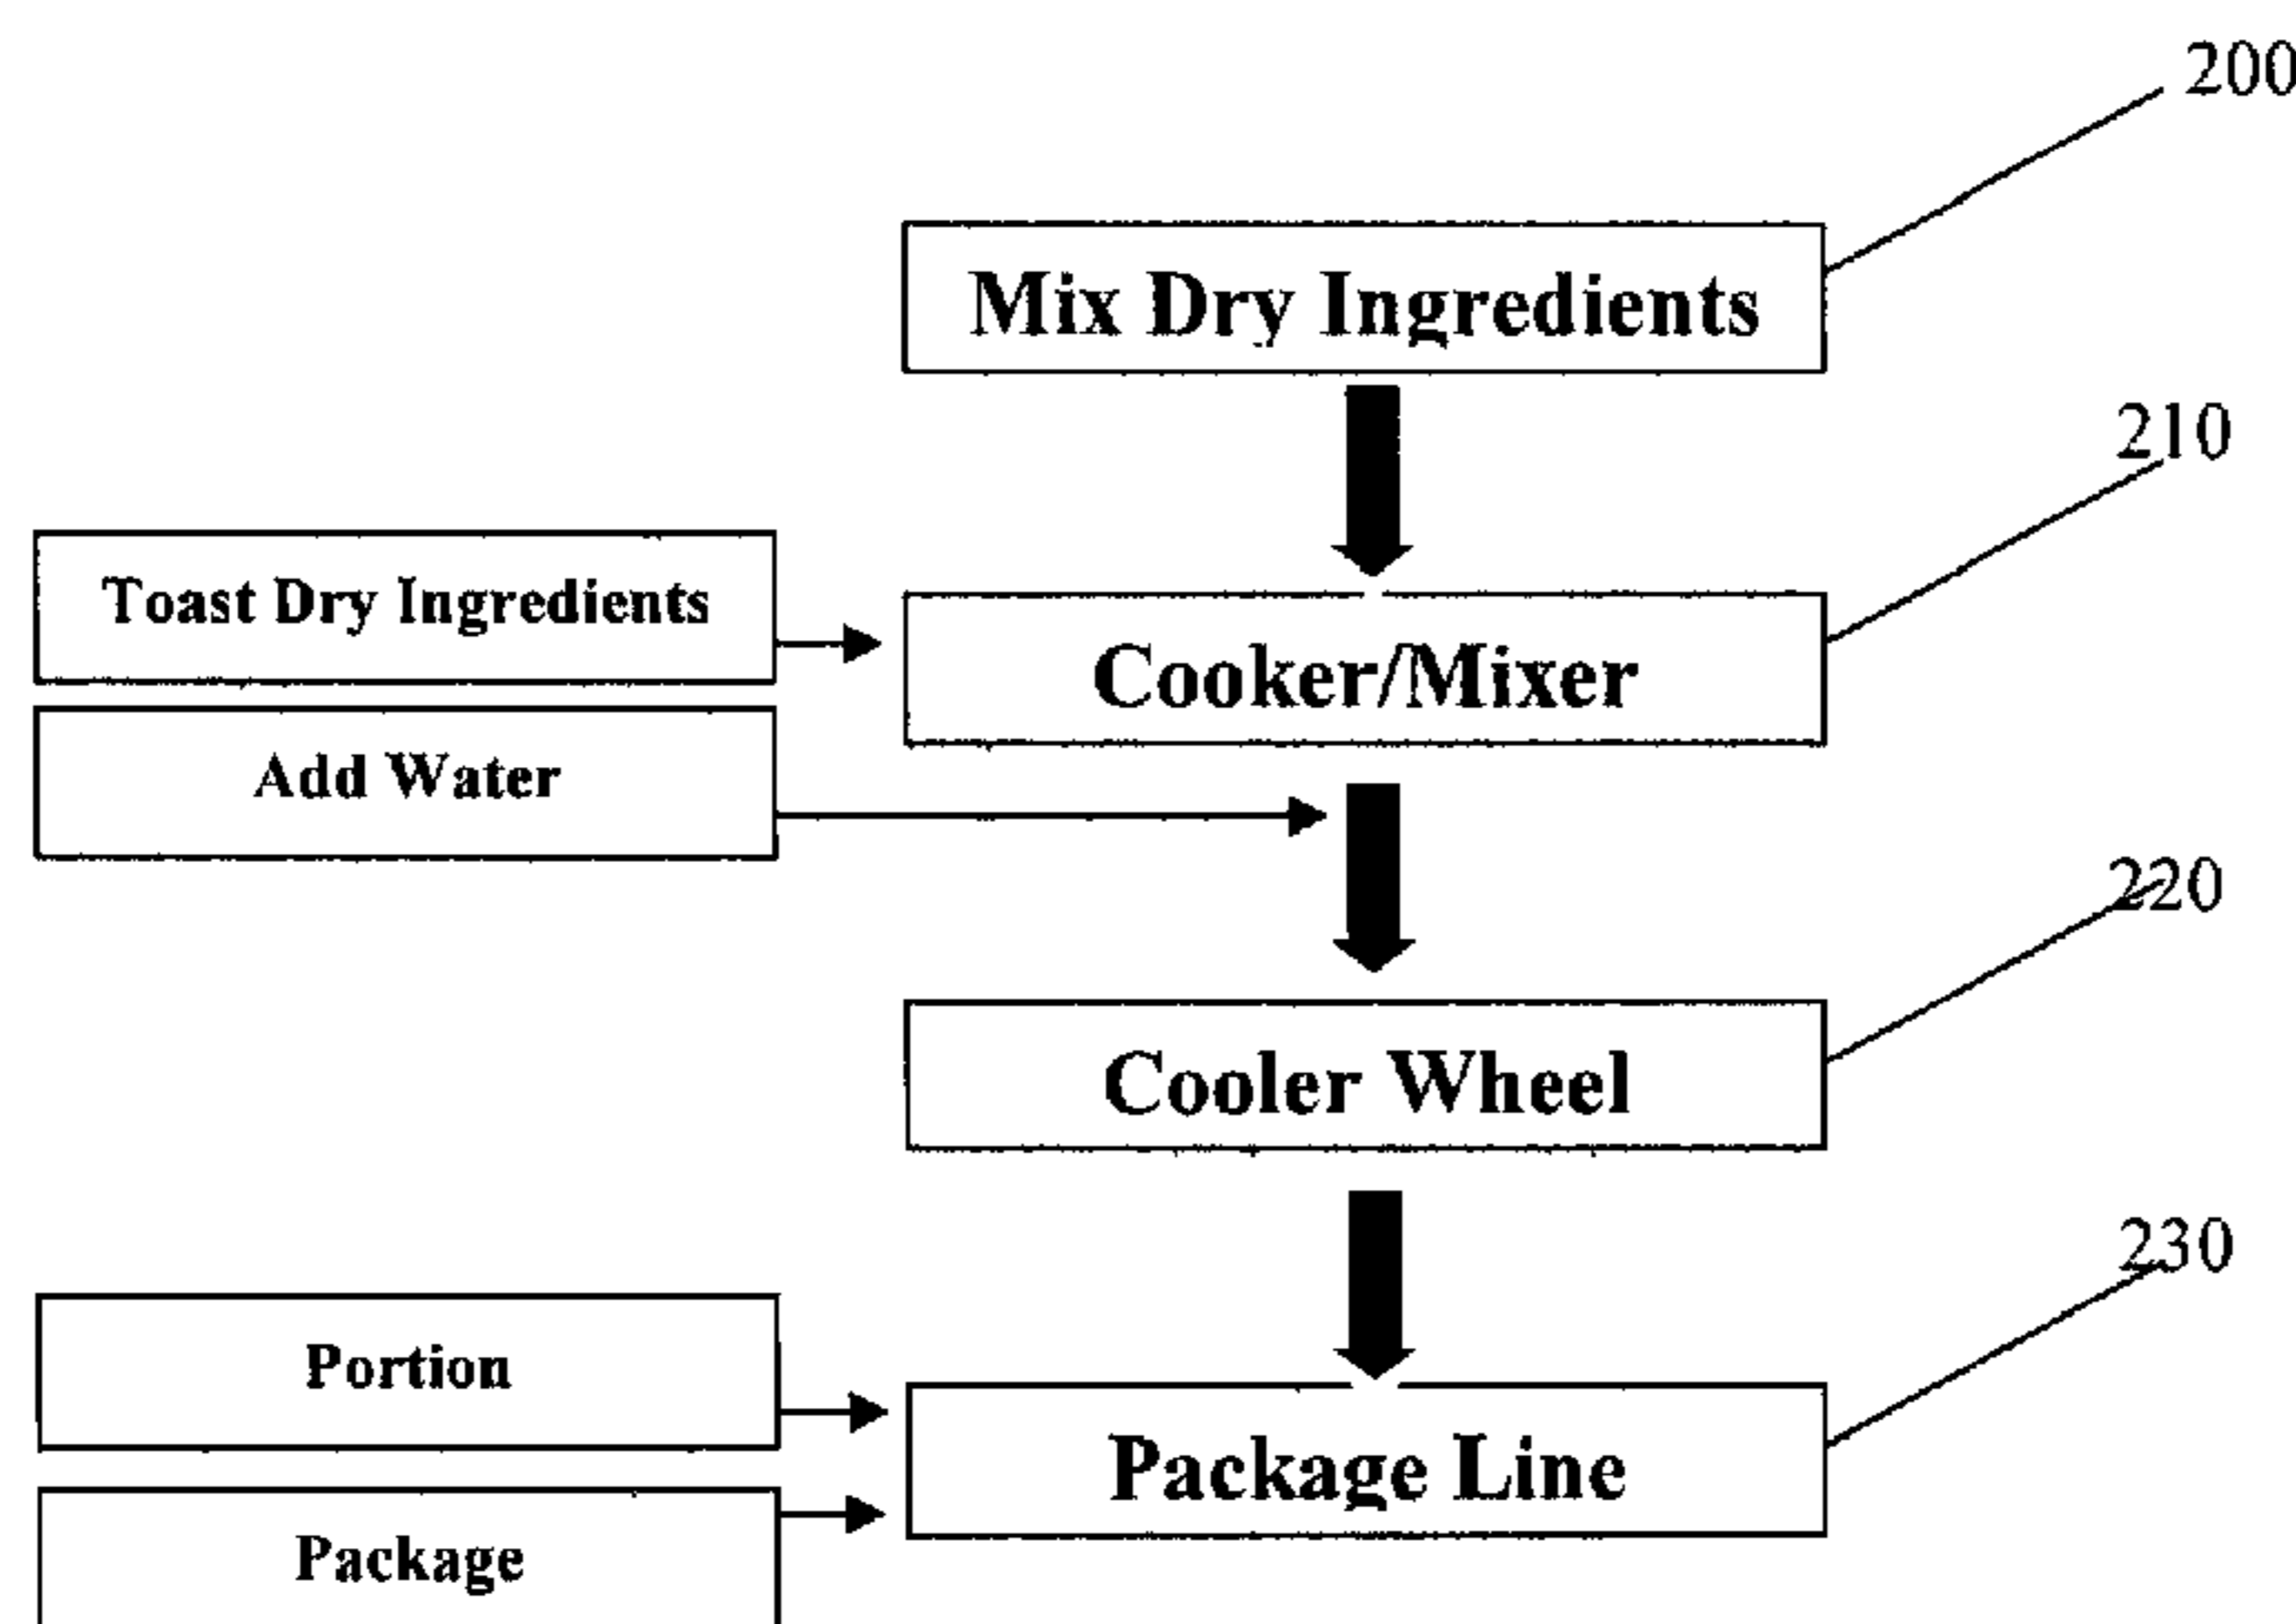 200
Mix Dry Ingredients
210
Toast Dry Ingredients
Cooker/Mixer
Add Water
220
Cooler Wheel
230
Portion
Package Line
Package